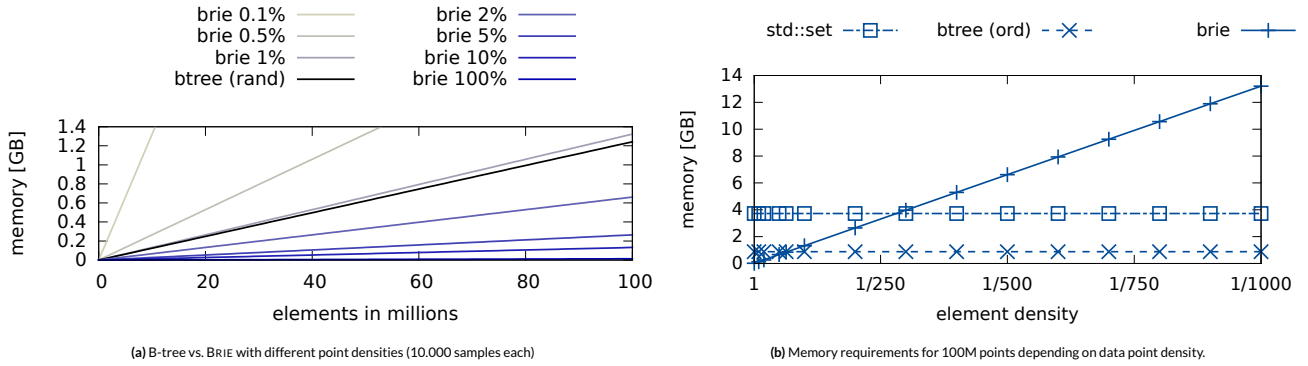 brie 0.1%
brie 0.5%
brie 1%
btree (rand)
brie 2%
brie 5%
brie 10%
brie 100%
1.4
1.2
1
0.8
0.6
0.4
0.2
0
memory [GB]
0 20 40 60 80 100
elements in millions
(a) B-tree vs. BRIE with different point densities (10.000 samples each)
std::set btree (ord) brie
14
12
10
8
6
4
2
0
memory [GB]
1 1/250 1/500 1/750 1/1000
element density
(b) Memory requirements for 100M points depending on data point density.